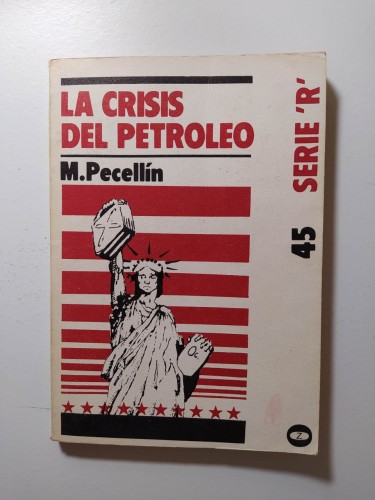 LA CRISIS
DEL PETROLEO
M.Pecellín
45 SERIE 'R'
Z